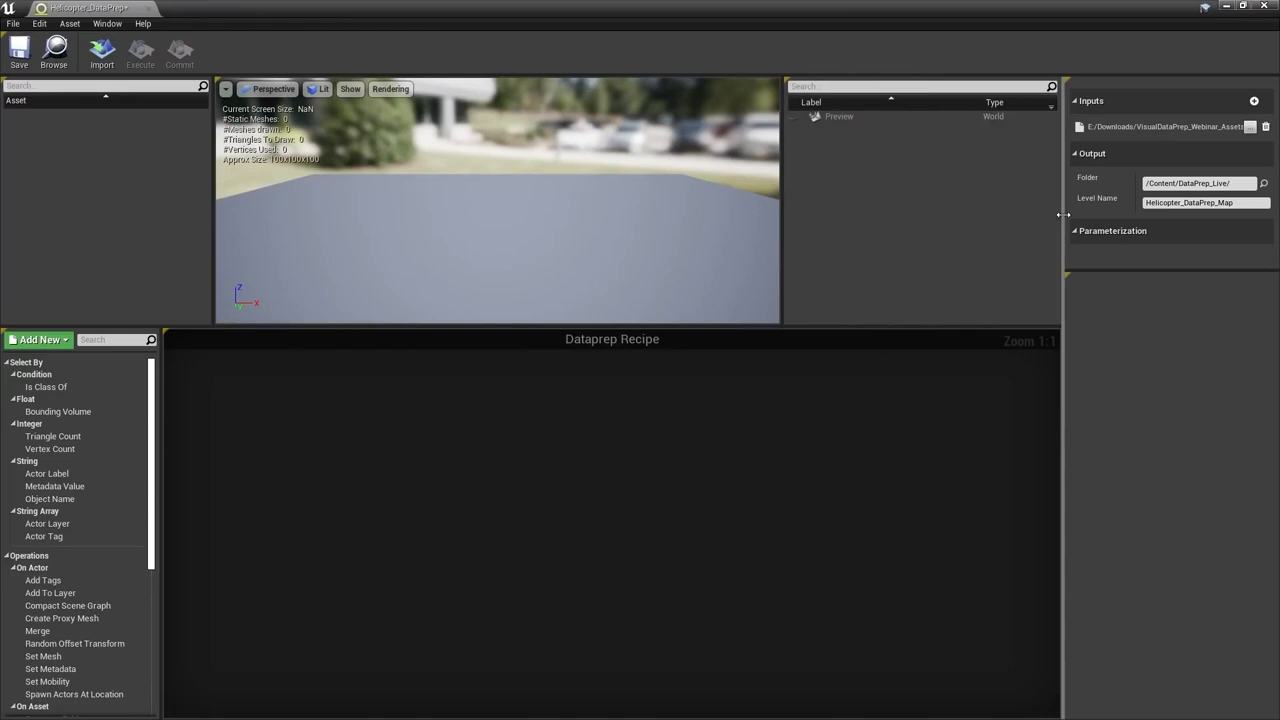 Helicopter_DataPrep*
File Edit Asset Window Help
Save Browse Import Execute Commit
Search...
Asset
Perspective Lit Show Rendering
Current Screen Size: NaN
#Static Meshes: 0
#Meshes drawn: 0
#Triangles To Draw: 0
#Vertices Used: 0
Approx Size: 100x100x100
Z
X
Y
Search...
Label Type
Preview World
Inputs
E:/Downloads/VisualDataPrep_Webinar_Assets
...
Output
Folder /Content/DataPrep_Live/
Level Name Helicopter_DataPrep_Map
Parameterization
Add New Search
Select By
Condition
Is Class Of
Float
Bounding Volume
Integer
Triangle Count
Vertex Count
String
Actor Label
Metadata Value
Object Name
String Array
Actor Layer
Actor Tag
Operations
On Actor
Add Tags
Add To Layer
Compact Scene Graph
Create Proxy Mesh
Merge
Random Offset Transform
Set Mesh
Set Metadata
Set Mobility
Spawn Actors At Location
On Asset
Dataprep Recipe
Zoom 1:1